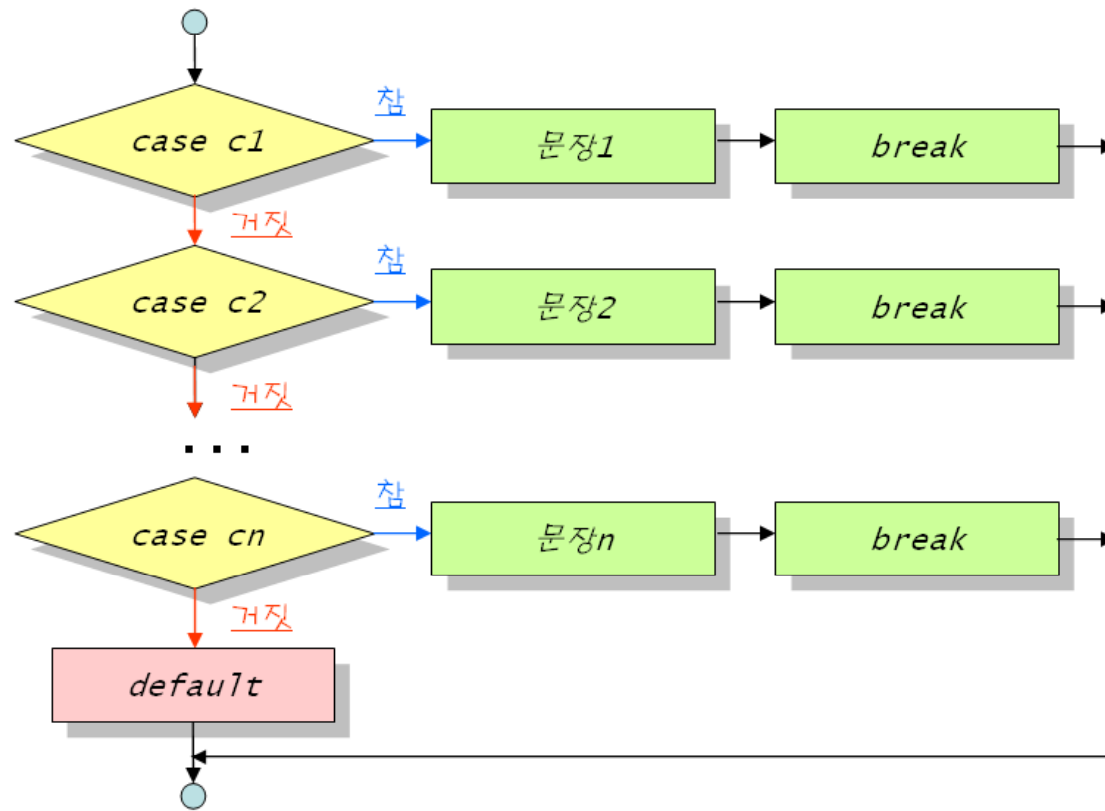 case c1
참
문장1
break
거짓
case c2
참
문장2
break
거짓
...
case cn
참
문장n
break
거짓
default